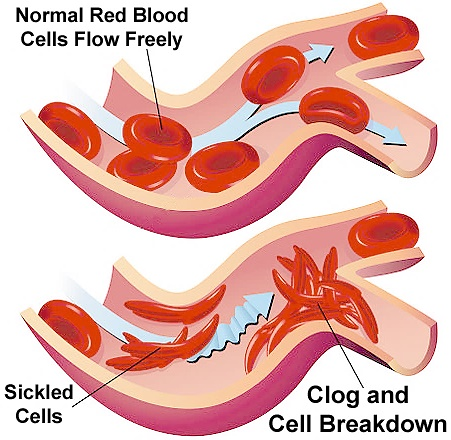 Normal Red Blood
Cells Flow Freely
Sickled
Cells
Clog and
Cell Breakdown